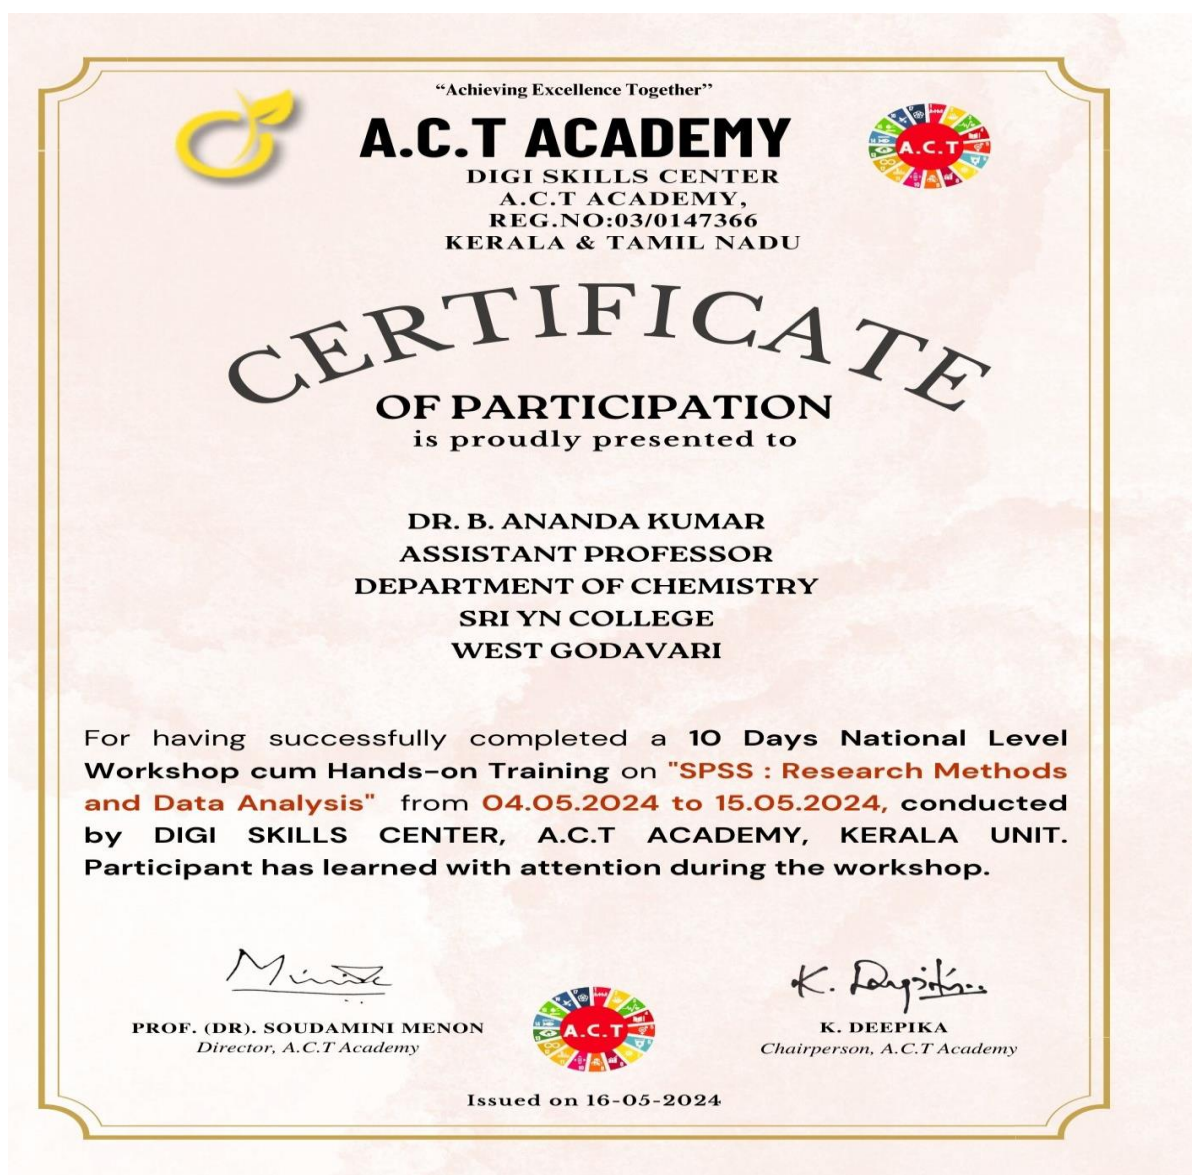 “Achieving Excellence Together”
A.C.T ACADEMY
DIGI SKILLS CENTER
A.C.T ACADEMY,
REG.NO:03/0147366
KERALA & TAMIL NADU
A.C.T
CERTIFICATE
OF PARTICIPATION
is proudly presented to
DR. B. ANANDA KUMAR
ASSISTANT PROFESSOR
DEPARTMENT OF CHEMISTRY
SRI YN COLLEGE
WEST GODAVARI
For having successfully completed a 10 Days National Level
Workshop cum Hands-on Training on "SPSS : Research Methods
and Data Analysis" from 04.05.2024 to 15.05.2024, conducted
by DIGI SKILLS CENTER, A.C.T ACADEMY, KERALA UNIT.
Participant has learned with attention during the workshop.
PROF. (DR). SOUDAMINI MENON
Director, A.C.T Academy
A.C.T
K. DEEPIKA
Chairperson, A.C.T Academy
Issued on 16-05-2024